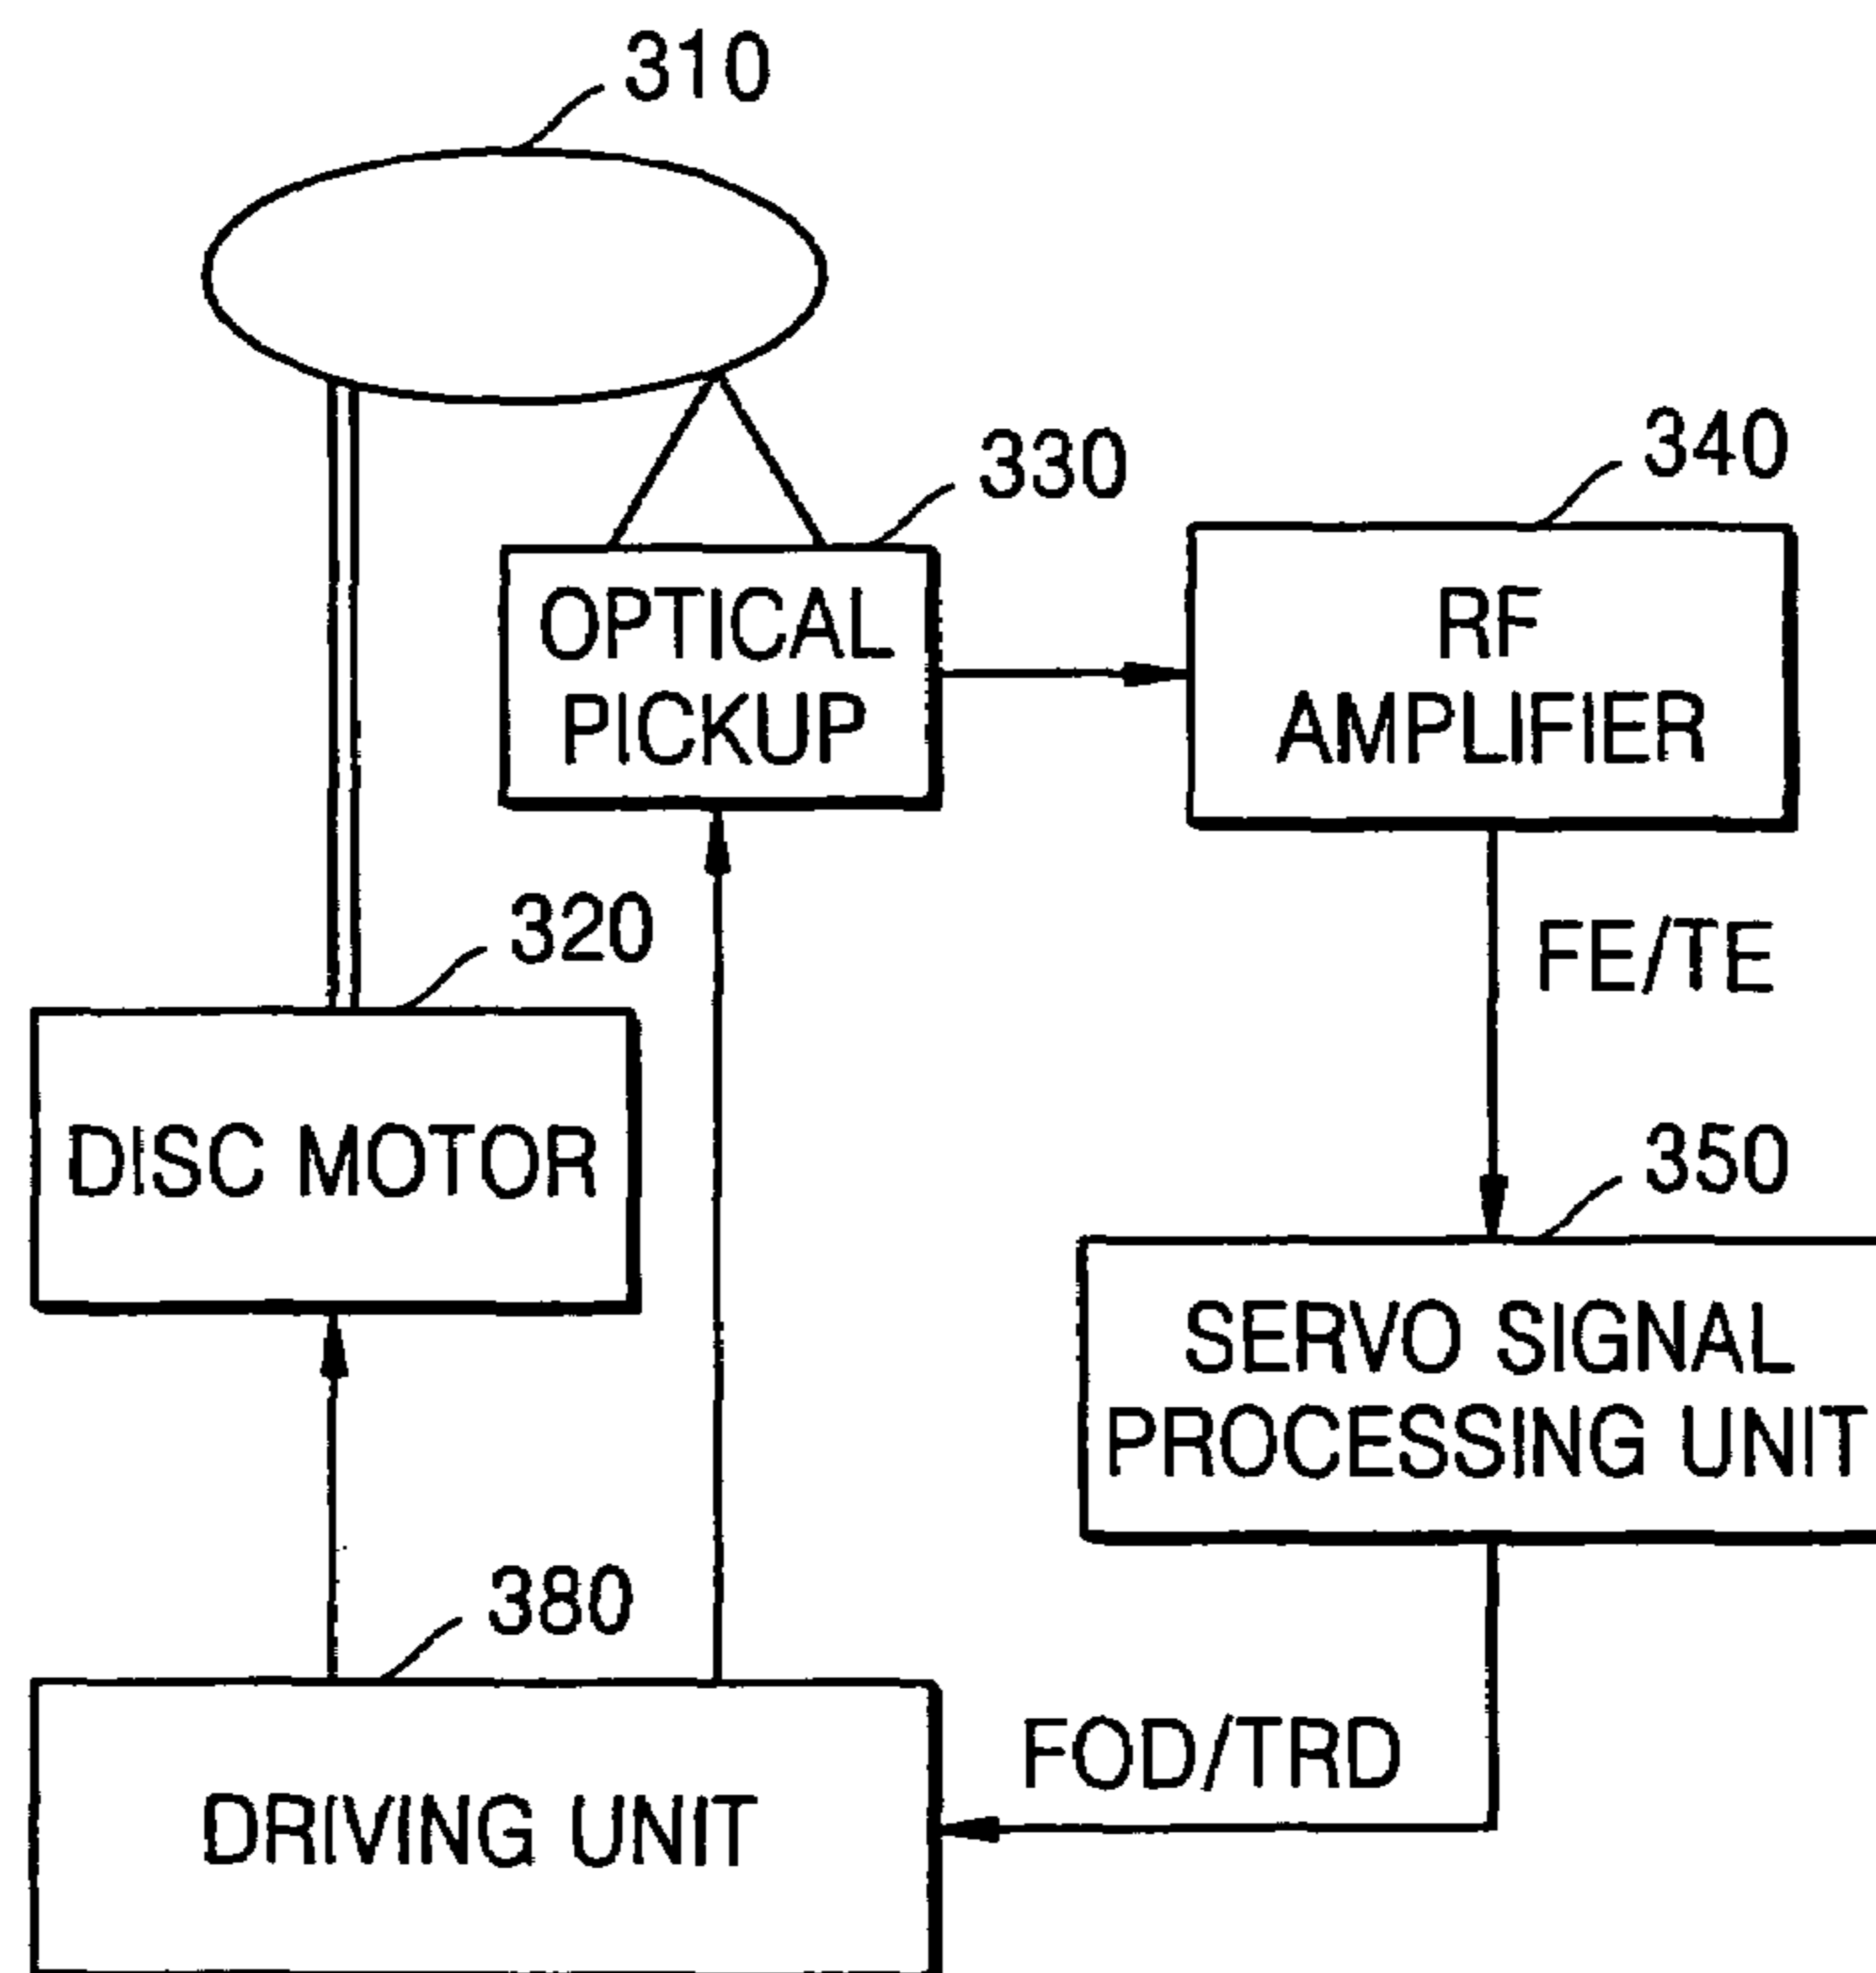 310
330
340
OPTICAL
PICKUP
RF
AMPLIFIER
320
FE/TE
DISC MOTOR
350
SERVO SIGNAL
PROCESSING UNIT
380
FOD/TRD
DRIVING UNIT